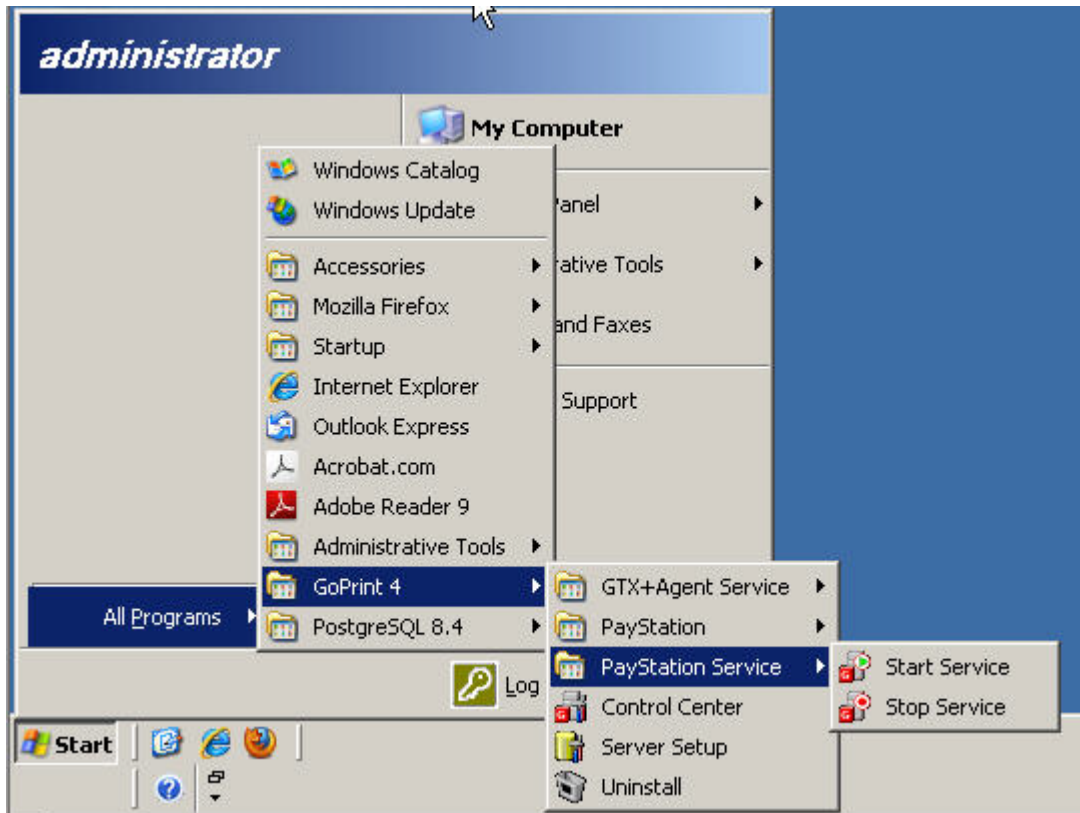 administrator
My Computer
Windows Catalog
Windows Update
Accessories
Mozilla Firefox
Startup
Internet Explorer
Outlook Express
Acrobat.com
Adobe Reader 9
Administrative Tools
GoPrint 4
PostgreSQL 8.4
anel
rative Tools
and Faxes
Support
GTX+Agent Service
PayStation
PayStation Service
Control Center
Server Setup
Uninstall
Start Service
Stop Service
All Programs
Log
Start